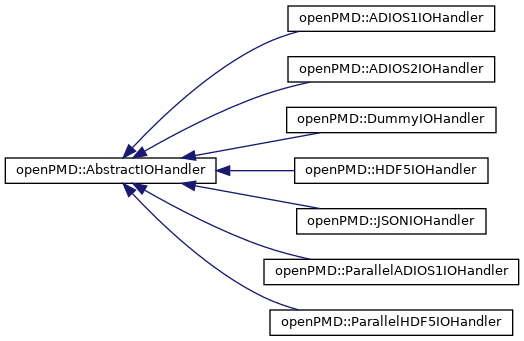 openPMD::ADIOS1IOHandler
openPMD::ADIOS2IOHandler
openPMD::DummyIOHandler
openPMD::AbstractIOHandler
openPMD::HDF5IOHandler
openPMD::JSONIOHandler
openPMD::ParallelADIOS1IOHandler
openPMD::ParallelHDF5IOHandler